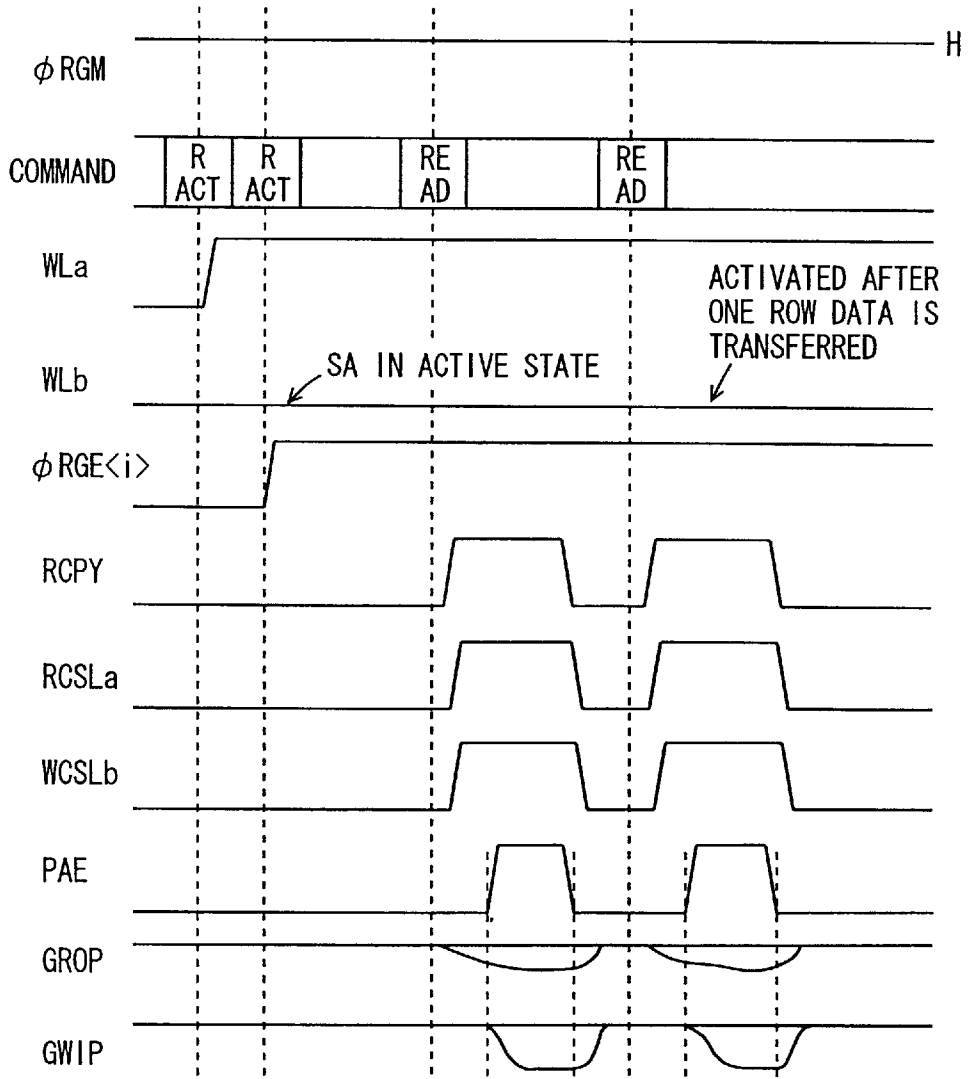 H
φRGM
COMMAND
R
ACT
R
ACT
RE
AD
RE
AD
WLa
ACTIVATED AFTER
ONE ROW DATA IS
TRANSFERRED
WLb
SA IN ACTIVE STATE
φRGE<i>
RCPY
RCSLa
WCSLb
PAE
GROP
GWIP